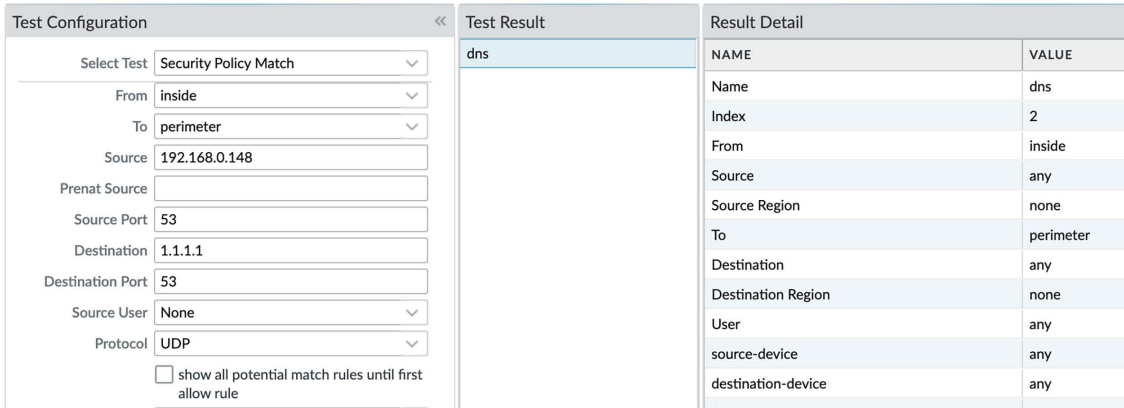 Test Configuration
Select Test Security Policy Match
From inside
To perimeter
Source 192.168.0.148
Prenat Source
Source Port 53
Destination 1.1.1.1
Destination Port 53
Source User None
Protocol UDP
show all potential match rules until first
allow rule
Test Result
dns
Result Detail
NAME VALUE
Name dns
Index 2
From inside
Source any
Source Region none
To perimeter
Destination any
Destination Region none
User any
source-device any
destination-device any